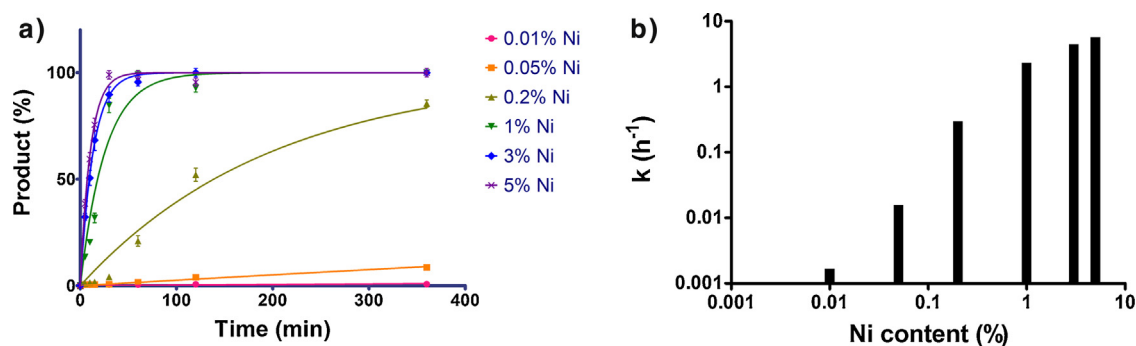 a)
Product (%)
100
50
0
0
100
200
300
400
Time (min)
0.01% Ni
0.05% Ni
0.2% Ni
1% Ni
3% Ni
5% Ni
b)
k (h⁻¹)
10
1
0.1
0.01
0.001
0.001
0.01
0.1
1
10
Ni content (%)